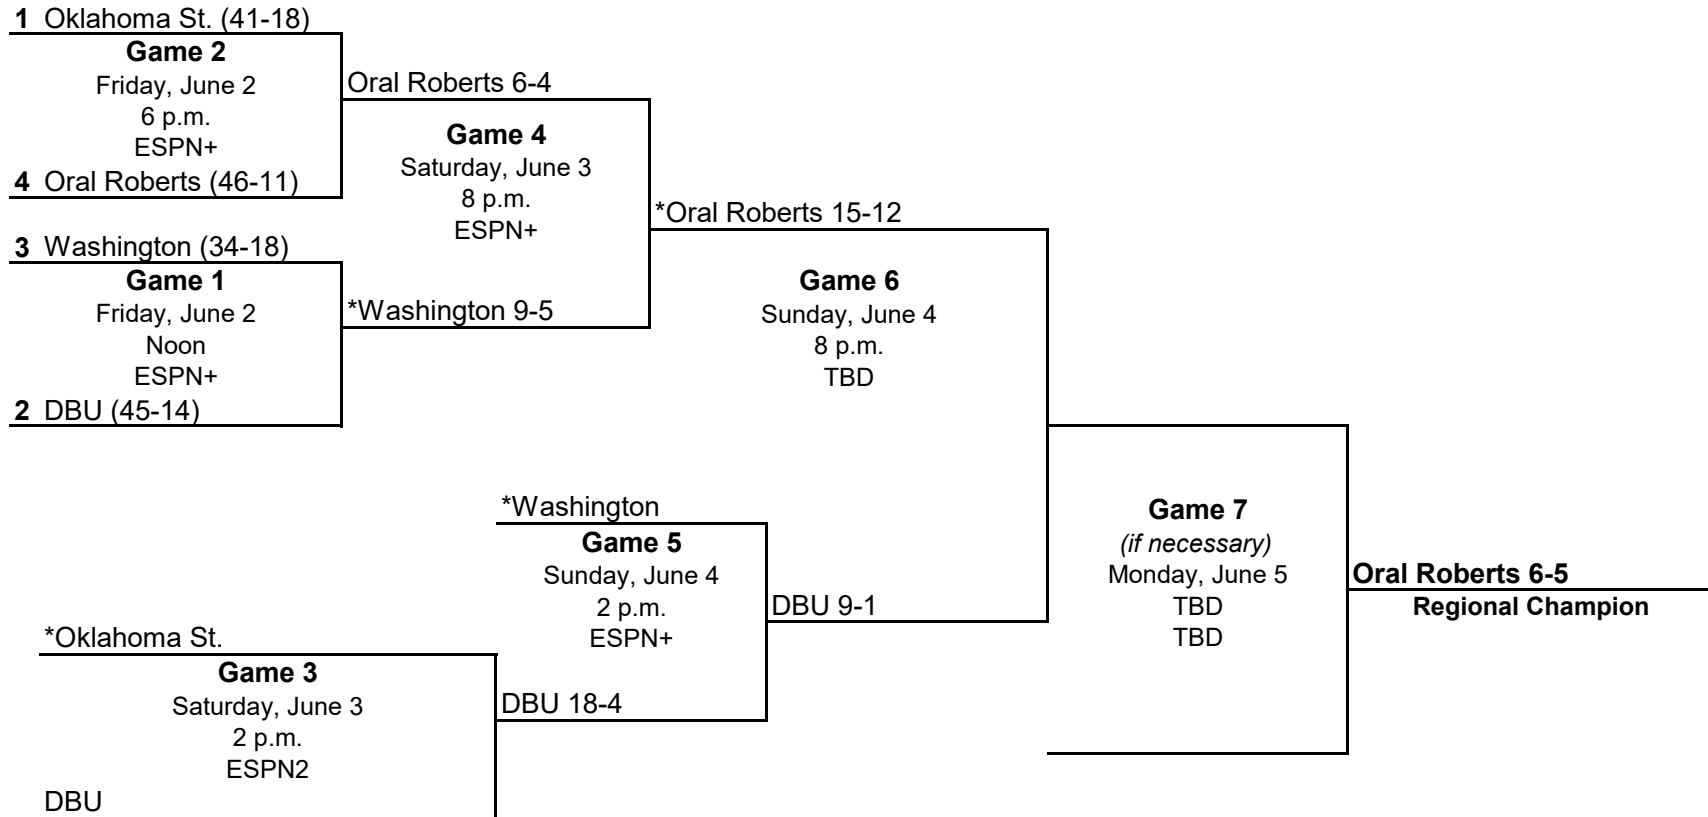 1 Oklahoma St. (41-18)
Game 2
Friday, June 2
6 p.m.
ESPN+
4 Oral Roberts (46-11)
Oral Roberts 6-4
Game 4
Saturday, June 3
8 p.m.
ESPN+
3 Washington (34-18)
Game 1
Friday, June 2
Noon
ESPN+
2 DBU (45-14)
*Washington 9-5
*Oral Roberts 15-12
Game 6
Sunday, June 4
8 p.m.
TBD
*Washington
Game 5
Sunday, June 4
2 p.m.
ESPN+
DBU 9-1
*Oklahoma St.
Game 3
Saturday, June 3
2 p.m.
ESPN2
DBU
DBU 18-4
Game 7
(if necessary)
Monday, June 5
TBD
TBD
Oral Roberts 6-5
Regional Champion